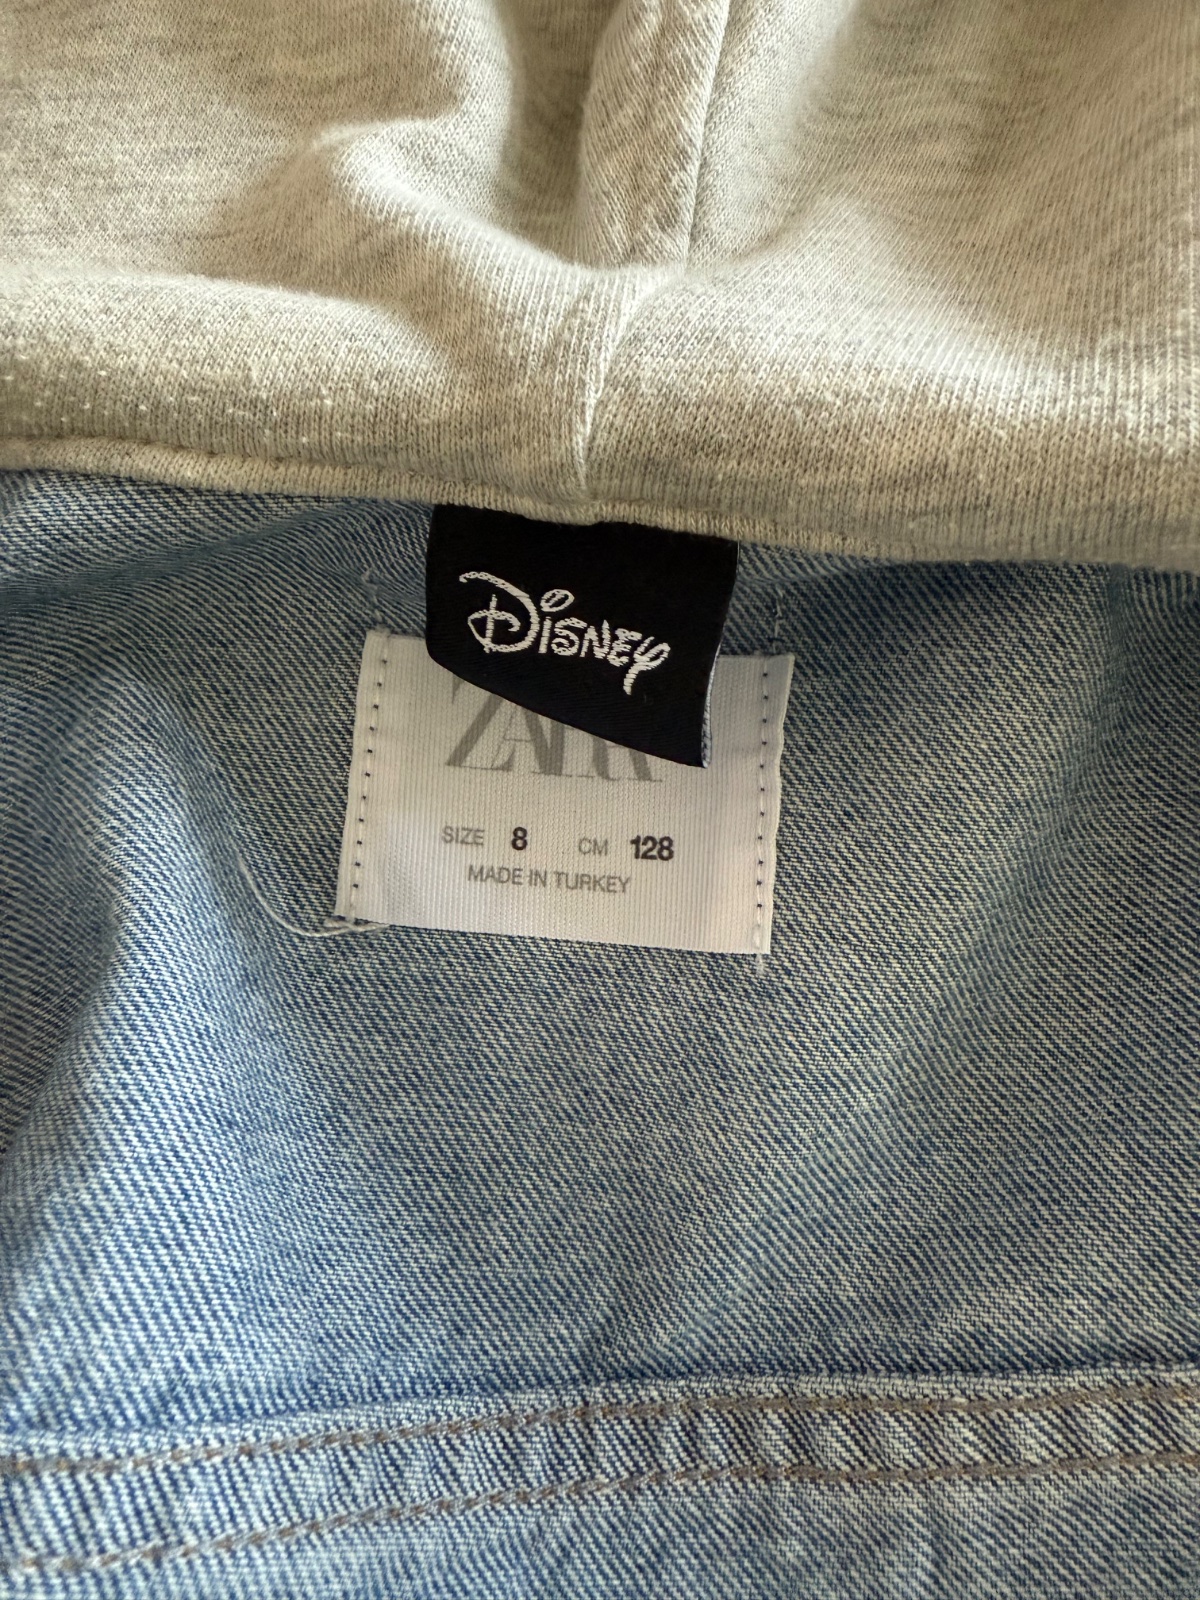 Disney
ZARA
SIZE 8 CM 128
MADE IN TURKEY